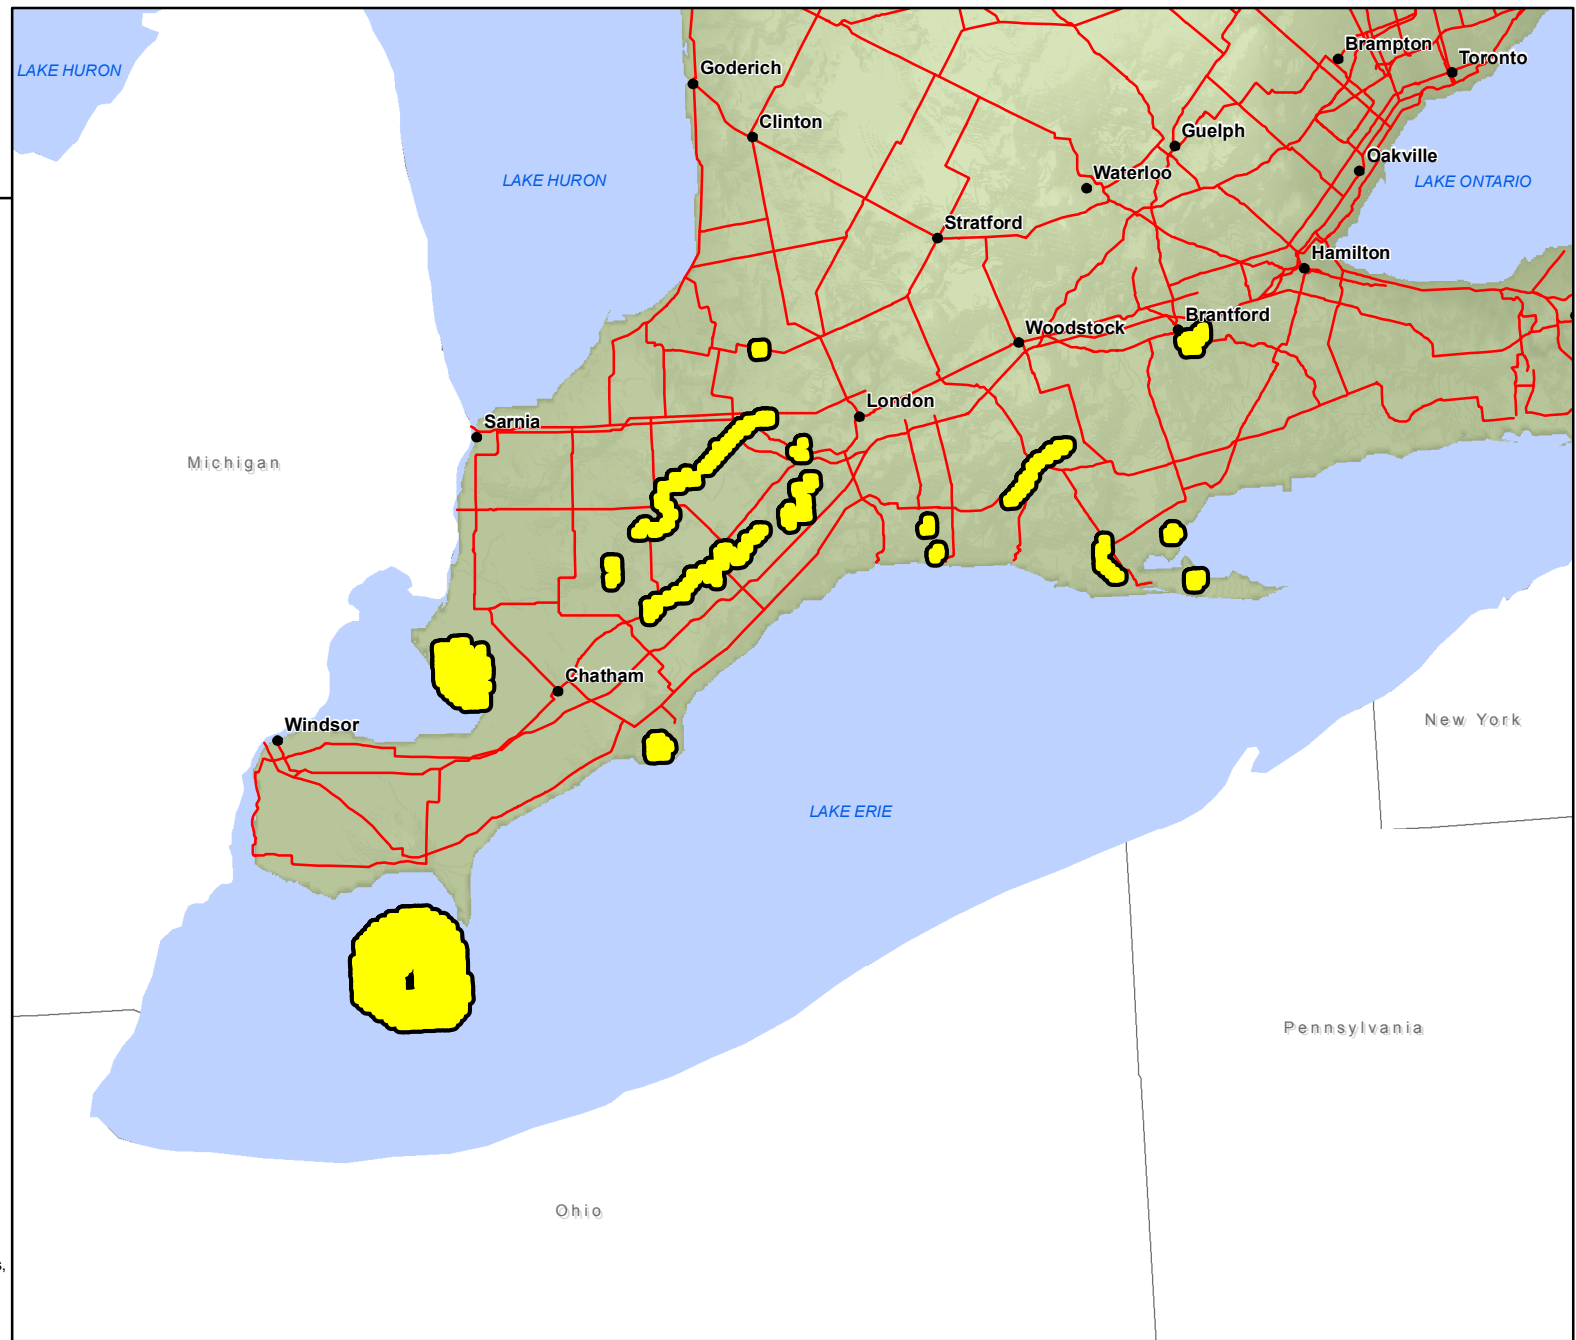 Brampton
Toronto
LAKE HURON
Goderich
Clinton
Guelph
Oakville
Waterloo
LAKE HURON
LAKE ONTARIO
Stratford
Hamilton
Brantford
Woodstock
London
Sarnia
Michigan
Chatham
Windsor
New York
LAKE ERIE
Pennsylvania
Ohio
s,